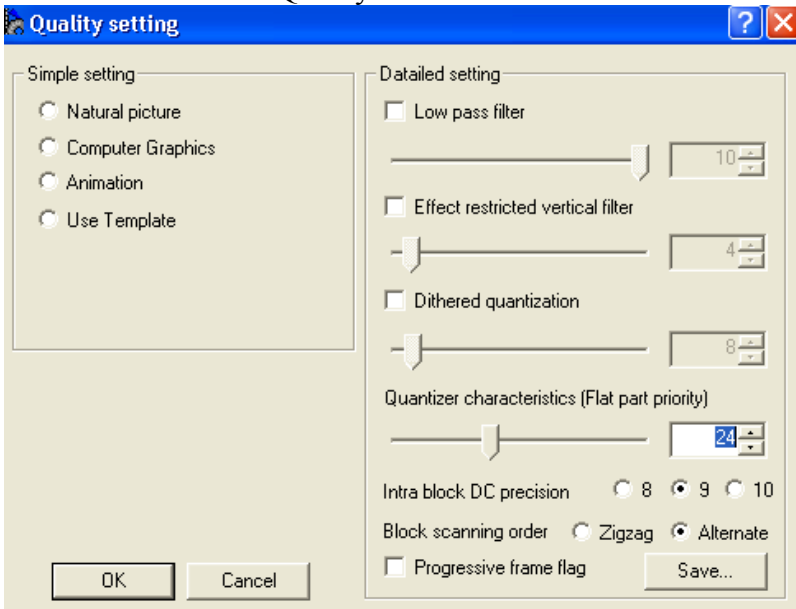 Quality setting
Simple setting
Natural picture
Computer Graphics
Animation
Use Template
OK
Cancel
Datailed setting
Low pass filter
10
Effect restricted vertical filter
4
Dithered quantization
8
Quantizer characteristics (Flat part priority)
24
Intra block DC precision 8 9 10
Block scanning order Zigzag Alternate
Progressive frame flag
Save...